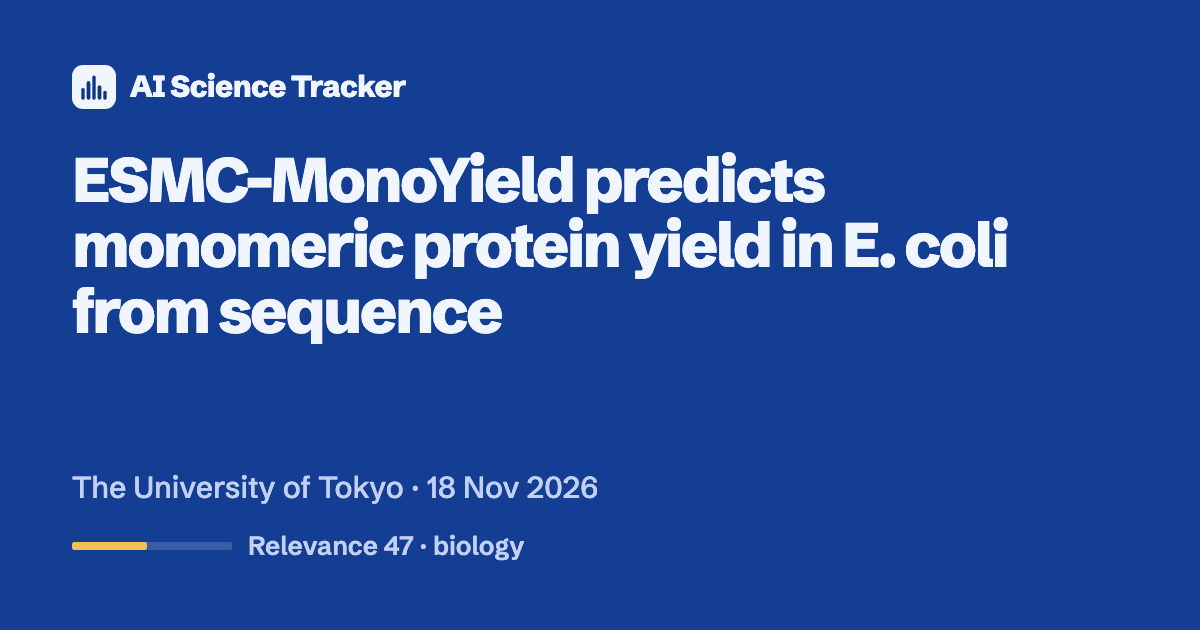 AI Science Tracker
ESMC-MonoYield predicts
monomeric protein yield in E. coli
from sequence
The University of Tokyo · 18 Nov 2026
Relevance 47 · biology